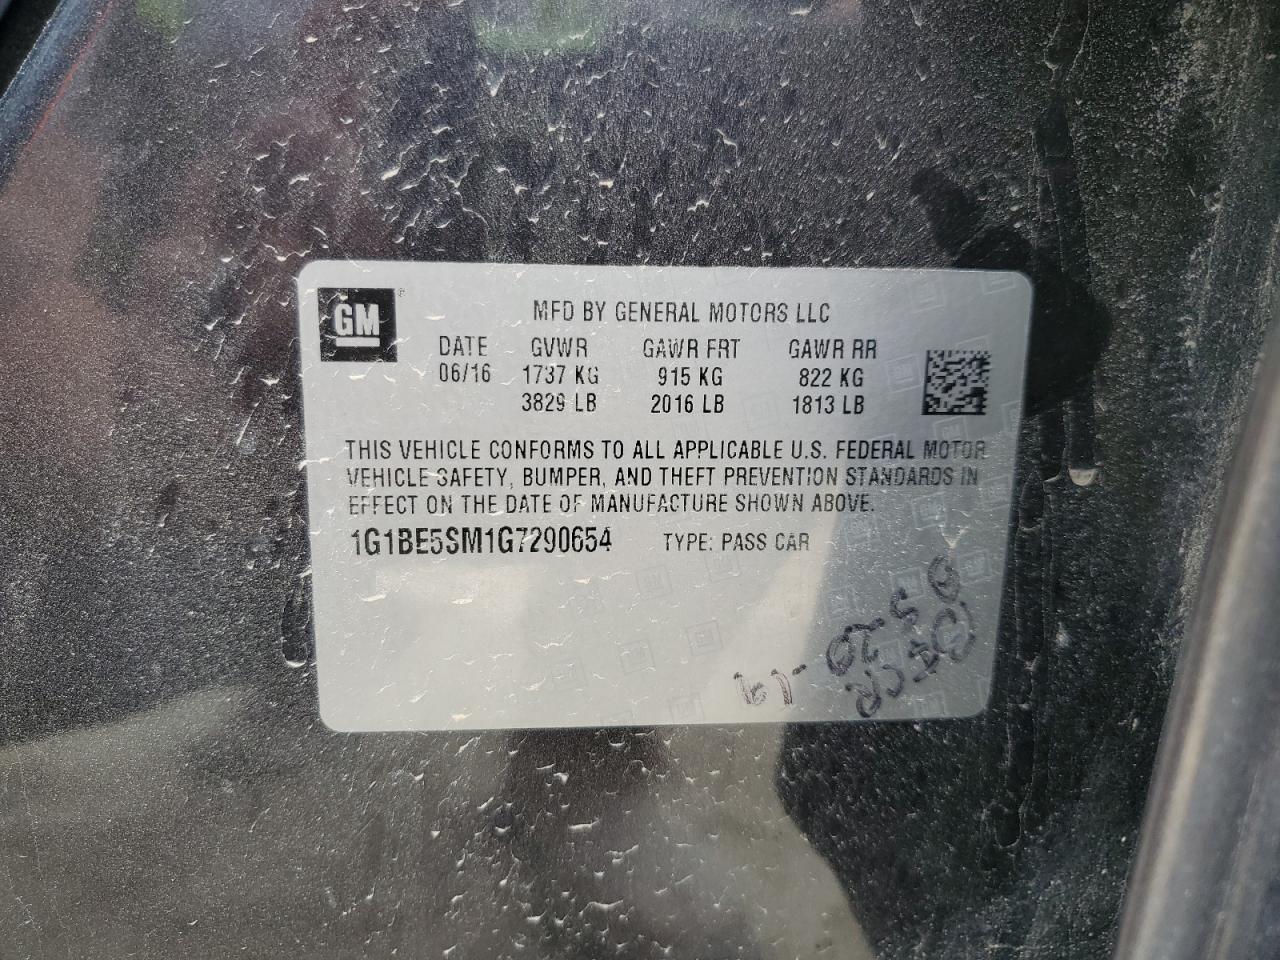 GM
MFD BY GENERAL MOTORS LLC
DATE GVWR GAWR FRT GAWR RR
06/16 1737 KG 915 KG 822 KG
3829 LB 2016 LB 1813 LB
THIS VEHICLE CONFORMS TO ALL APPLICABLE U.S. FEDERAL MOTOR
VEHICLE SAFETY, BUMPER, AND THEFT PREVENTION STANDARDS IN
EFFECT ON THE DATE OF MANUFACTURE SHOWN ABOVE.
1G1BE5SM1G7290654 TYPE: PASS CAR